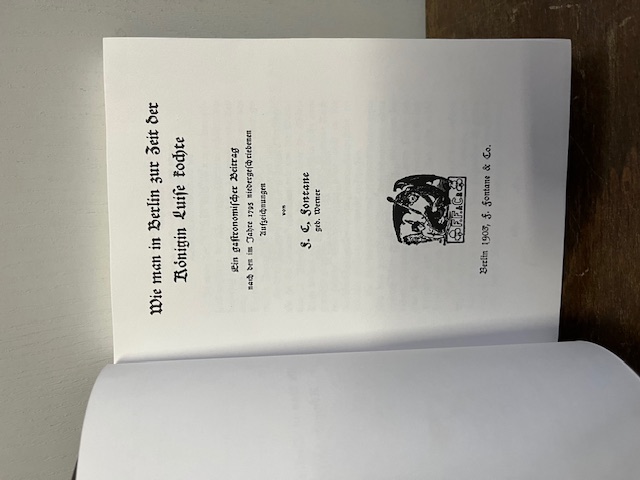 Wie man in Berlin zur Zeit der
Königin Luise kochte
Ein gastronomischer Beitrag
nach den im Jahre 1795 niedergeschriebenen
Aufzeichnungen
von
F. C. Fontane
geb. Werner
F.F.&.C.o
Berlin 1903, F. Fontane & Co.